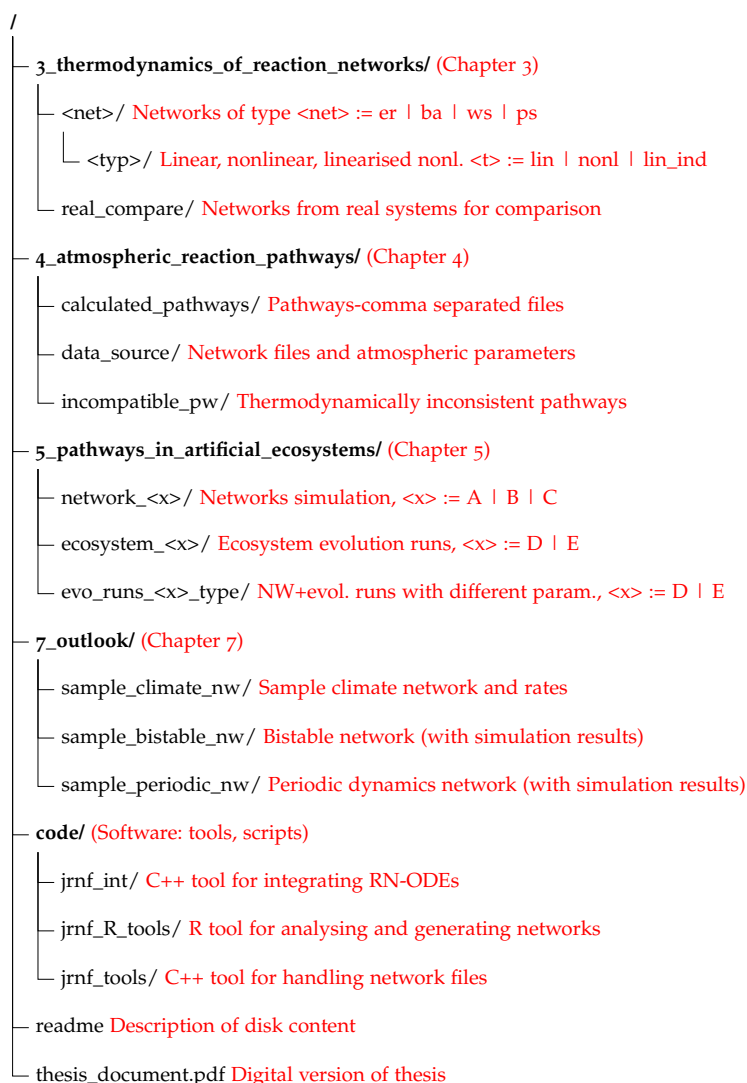 /
3_thermodynamics_of_reaction_networks/ (Chapter 3)
<net>/ Networks of type <net> := er | ba | ws | ps
<typ>/ Linear, nonlinear, linearised nonl. <t> := lin | nonl | lin_ind
real_compare/ Networks from real systems for comparison
4_atmospheric_reaction_pathways/ (Chapter 4)
calculated_pathways/ Pathways-comma separated files
data_source/ Network files and atmospheric parameters
incompatible_pw/ Thermodynamically inconsistent pathways
5_pathways_in_artificial_ecosystems/ (Chapter 5)
network_<x>/ Networks simulation, <x> := A | B | C
ecosystem_<x>/ Ecosystem evolution runs, <x> := D | E
evo_runs_<x>_type/ NW+evol. runs with different param., <x> := D | E
7_outlook/ (Chapter 7)
sample_climate_nw/ Sample climate network and rates
sample_bistable_nw/ Bistable network (with simulation results)
sample_periodic_nw/ Periodic dynamics network (with simulation results)
code/ (Software: tools, scripts)
jrnf_int/ C++ tool for integrating RN-ODEs
jrnf_R_tools/ R tool for analysing and generating networks
jrnf_tools/ C++ tool for handling network files
readme Description of disk content
thesis_document.pdf Digital version of thesis